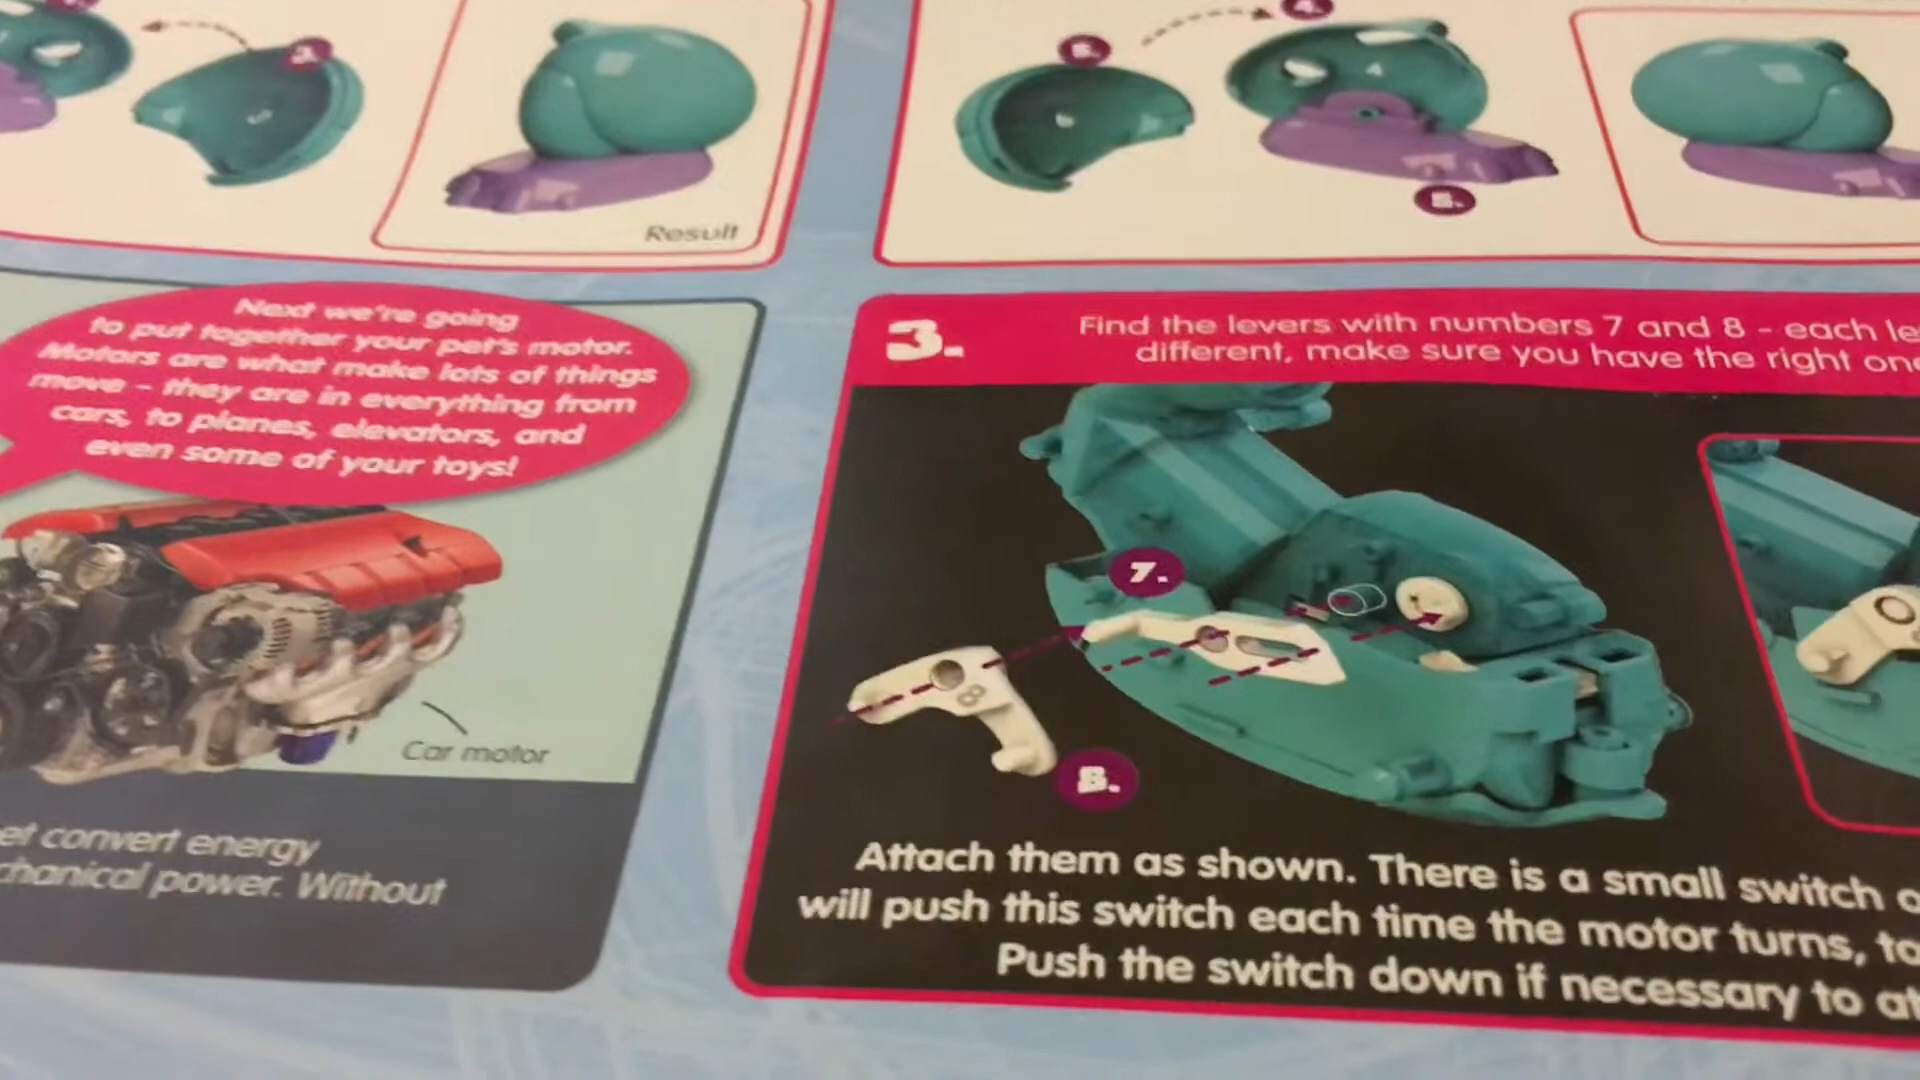 3.
Result
6.
4.
5.
Next we're going
to put together your pet's motor.
Motors are what make lots of things
move - they are in everything from
cars, to planes, elevators, and
even some of your toys!
Car motor
convert energy
power. Without
3.
Find the levers with numbers 7 and 8 - each
different, make sure you have the right
7.
8
8.
Attach them as shown. There is a small switch
will push this switch each time the motor turns,
Push the switch down if necessary to